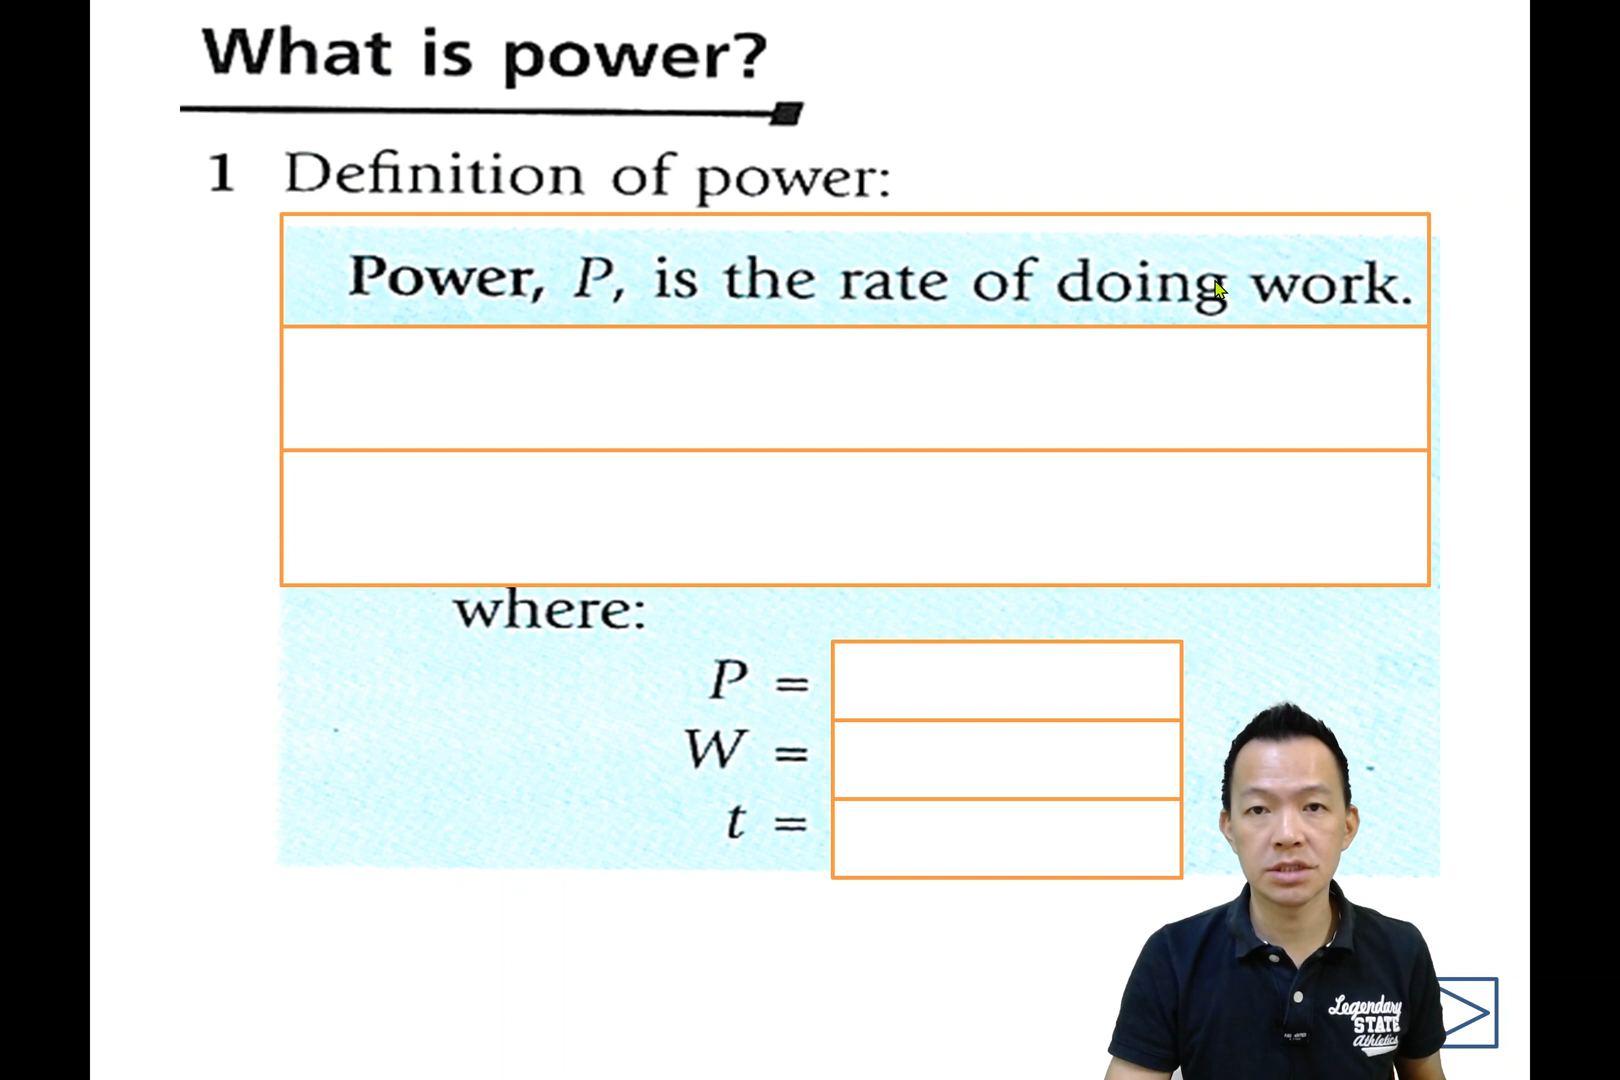 What is power?
1 Definition of power:
Power, P, is the rate of doing work.
where:
P =
W =
t =
Legendary
STATE
Athletics